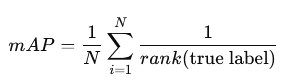 mAP = \frac{1}{N} \sum_{i=1}^{N} \frac{1}{rank(\text{true label})}